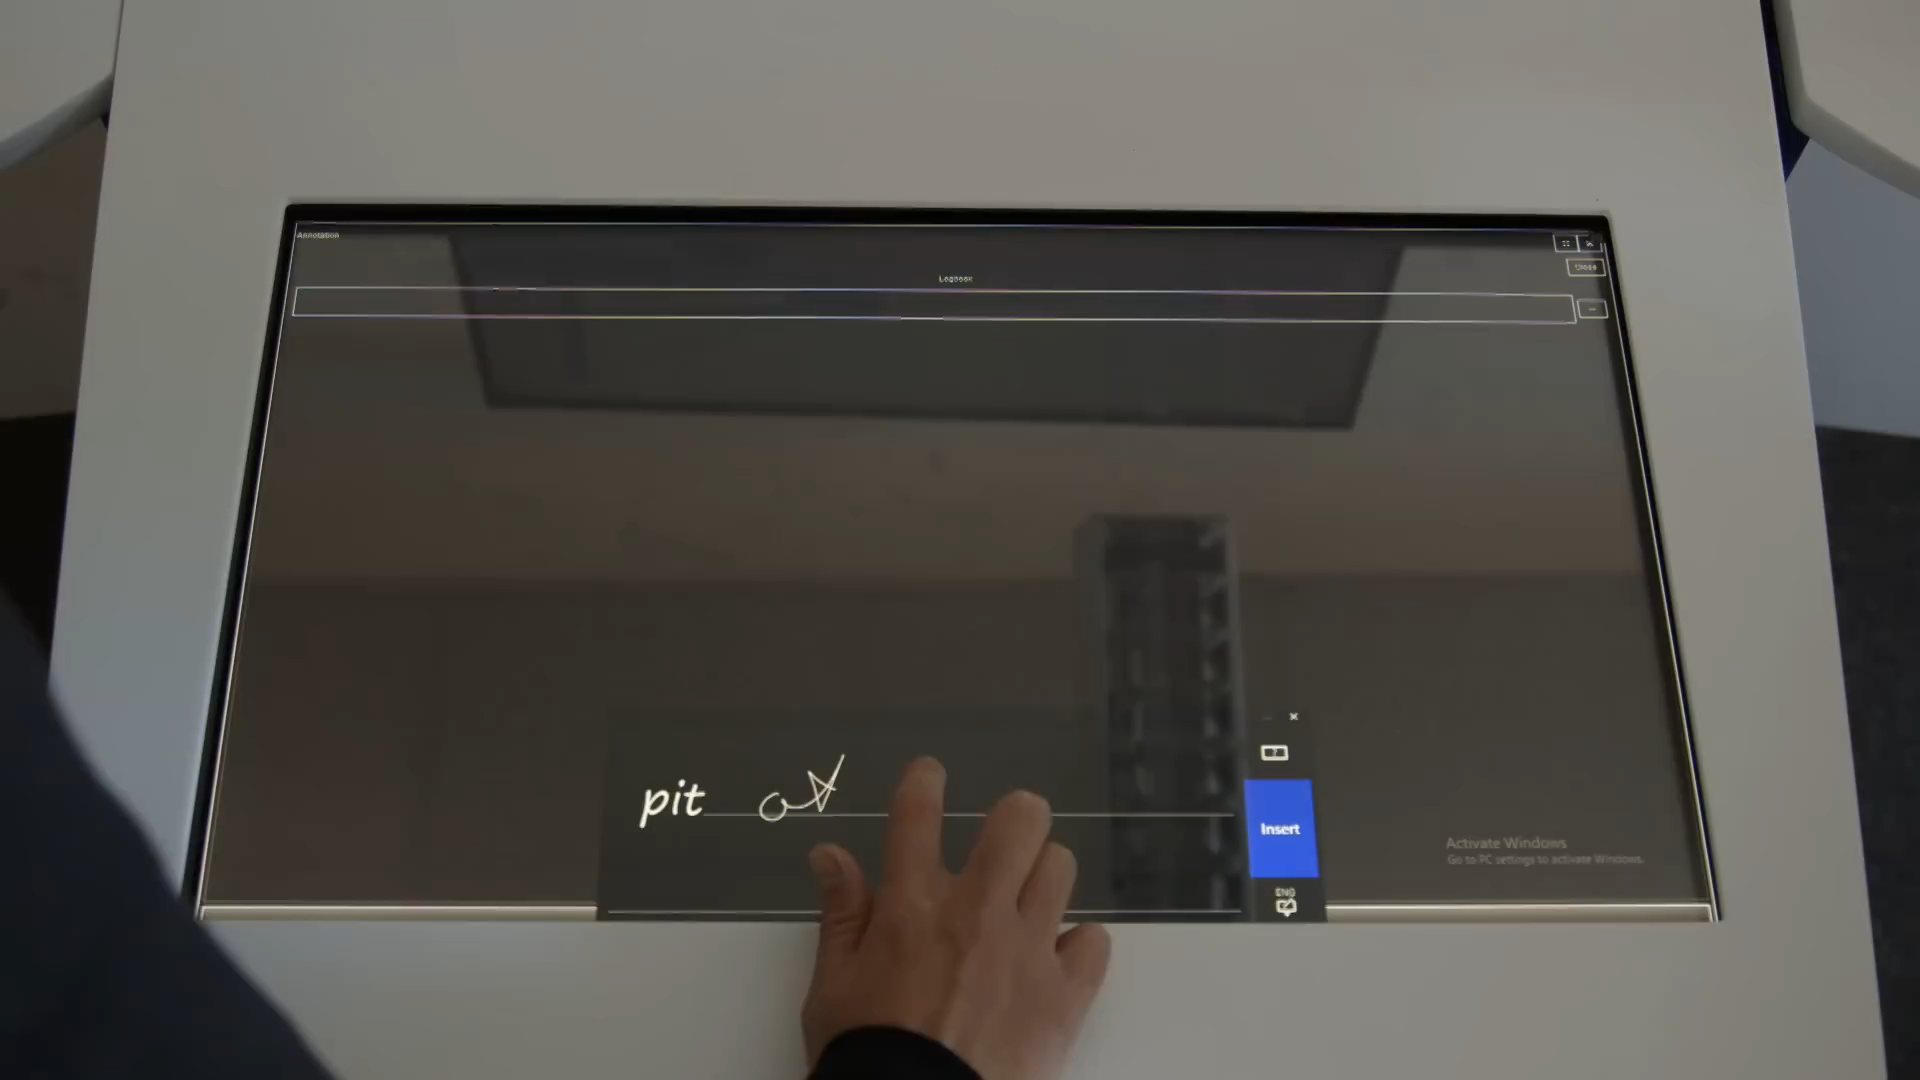 Annotation
Close
Logbook
pit
Insert
ENG
Activate Windows
Go to PC settings to activate Windows.